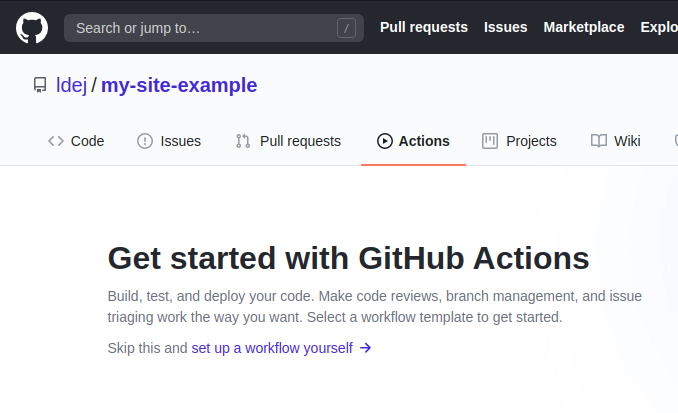 Search or jump to… /
Pull requests Issues Marketplace Explo
ldej / my-site-example
Code Issues Pull requests Actions Projects Wiki
Get started with GitHub Actions
Build, test, and deploy your code. Make code reviews, branch management, and issue
triaging work the way you want. Select a workflow template to get started.
Skip this and set up a workflow yourself →